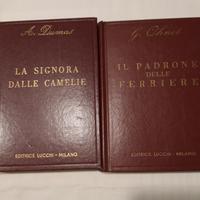 A. Dumas
LA SIGNORA
DALLE CAMELIE
EDITRICE LUCCHI - MILANO
G. Ohnet
IL PADRONE
DELLE
FERRIERE
EDITRICE LUCCHI - MILANO